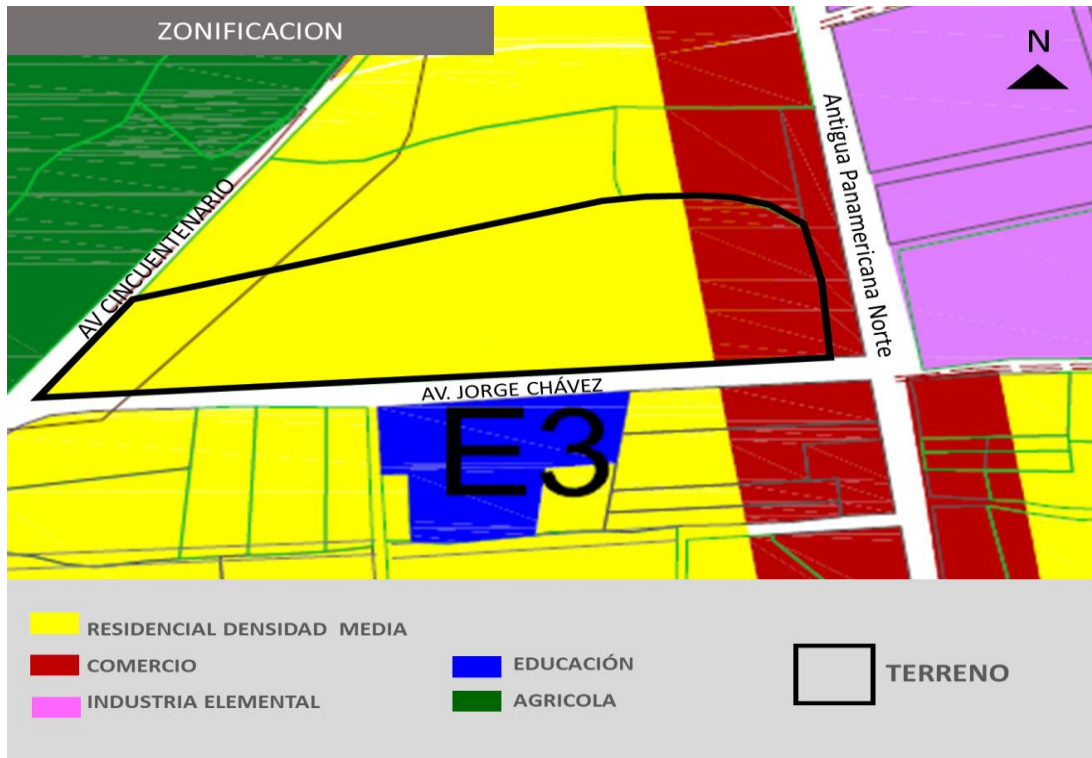 ZONIFICACION
N
Antigua Panamericana Norte
AV CINCUENTENARIO
AV. JORGE CHÁVEZ
E3
RESIDENCIAL DENSIDAD MEDIA
COMERCIO
INDUSTRIA ELEMENTAL
EDUCACIÓN
AGRICOLA
TERRENO